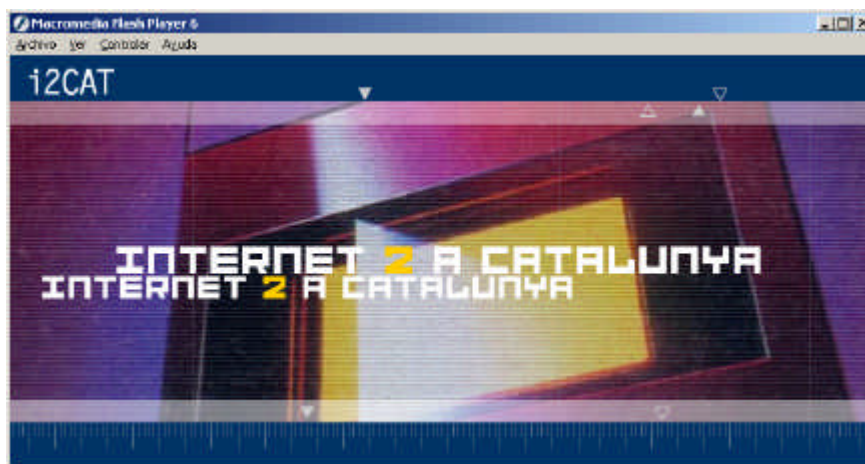 Macromedia Flash Player 6
Archivo Ver Controlar Ayuda
i2CAT
INTERNET 2 A CATALUNYA
INTERNET 2 A CATALUNYA